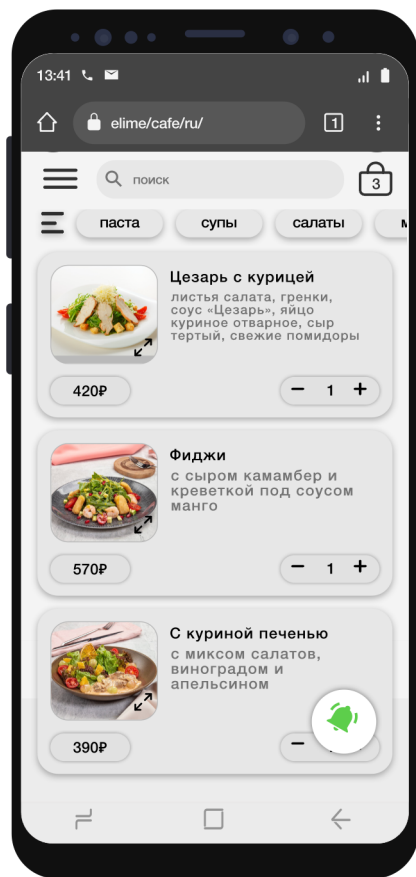 13:41
elime/cafe/ru/
1
поиск
3
паста
супы
салаты
Цезарь с курицей
листья салата, гренки,
соус «Цезарь», яйцо
куриное отварное, сыр
тертый, свежие помидоры
420₽
− 1 +
Фиджи
с сыром камамбер и
креветкой под соусом
манго
570₽
− 1 +
С куриной печенью
с миксом салатов,
виноградом и
апельсином
390₽
−